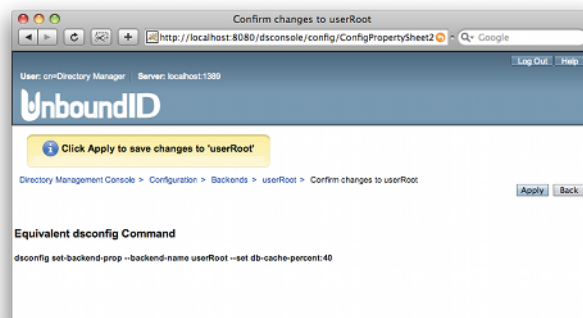 Confirm changes to userRoot
http://localhost:8080/dsconsole/config/ConfigPropertySheet2
Google
Log Out Help
User: cn=Directory Manager Server: localhost:1389
UnboundID
Click Apply to save changes to 'userRoot'
Directory Management Console > Configuration > Backends > userRoot > Confirm changes to userRoot
Apply Back
Equivalent dsconfig Command
dsconfig set-backend-prop --backend-name userRoot --set db-cache-percent:40